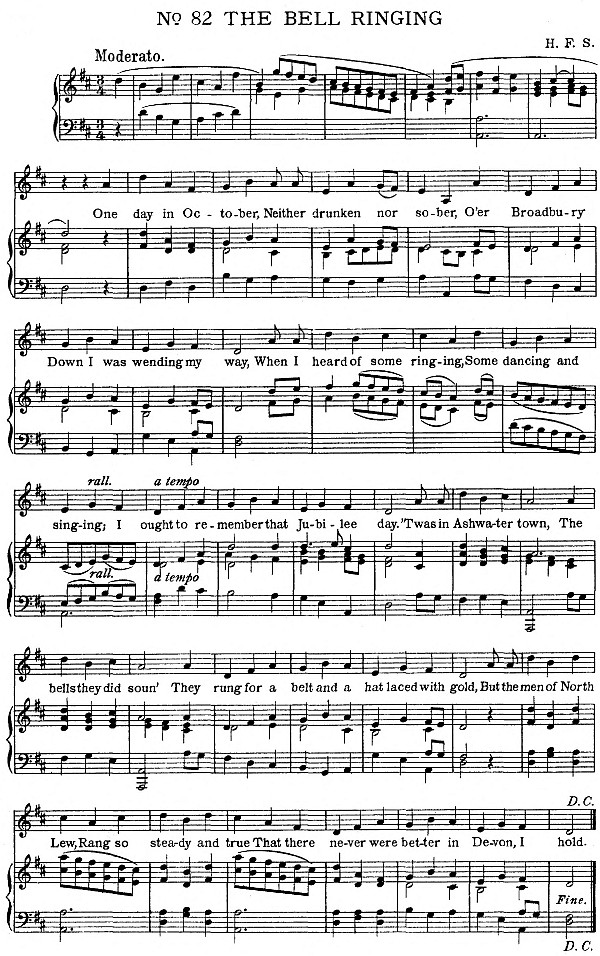 No 82 THE BELL RINGING
H. F. S.
Moderato.
One day in Oc - to-ber, Neither drunken nor so-ber, O'er Broadbu-ry
Down I was wending my way, When I heard of some ring-ing, Some dancing and
rall. a tempo
sing-ing; I ought to re-member that Ju-bi-lee day. 'Twas in Ashwa-ter town, The
rall. a tempo
bells they did soun' They rung for a belt and a hat laced with gold, But the men of North
D.C.
Lew, Rang so stea-dy and true That there ne-ver were bet-ter in De-von, I hold.
Fine.
D.C.